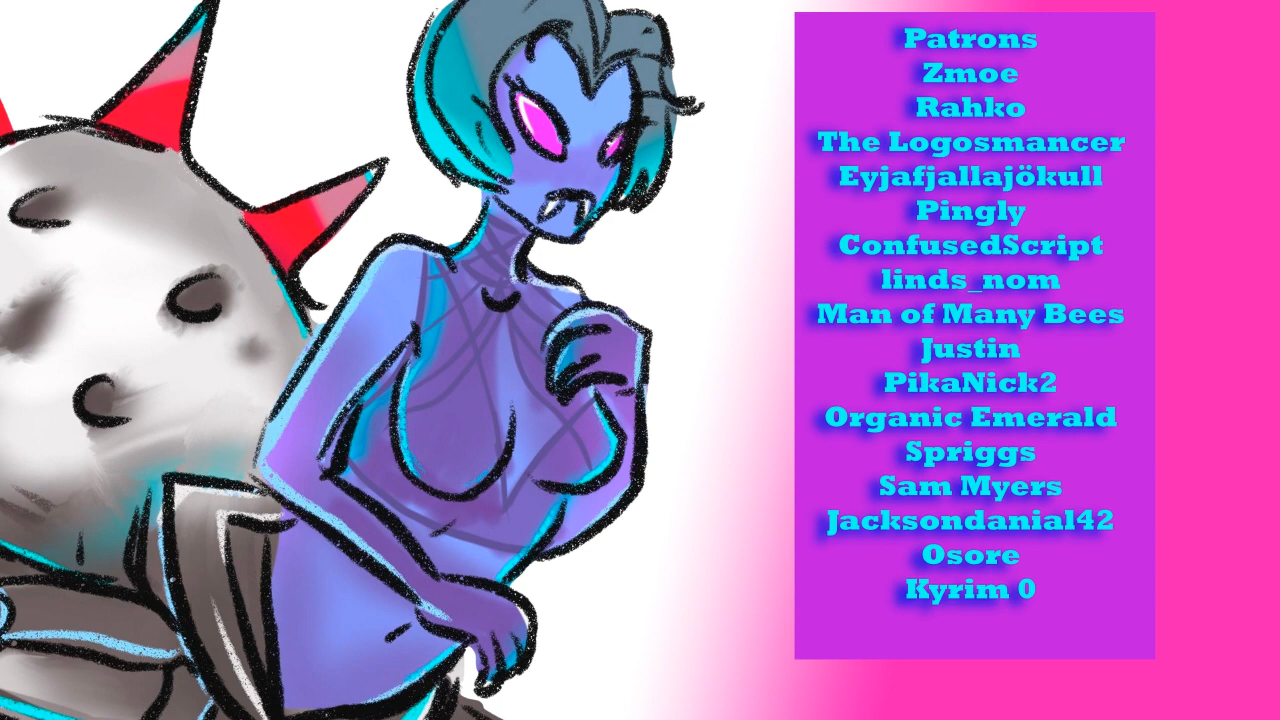 Patrons
Zmoe
Rahko
The Logosmancer
Eyjafjallajökull
Pingly
ConfusedScript
linds_nom
Man of Many Bees
Justin
PikaNick2
Organic Emerald
Spriggs
Sam Myers
Jacksondanial42
Osore
Kyrim 0